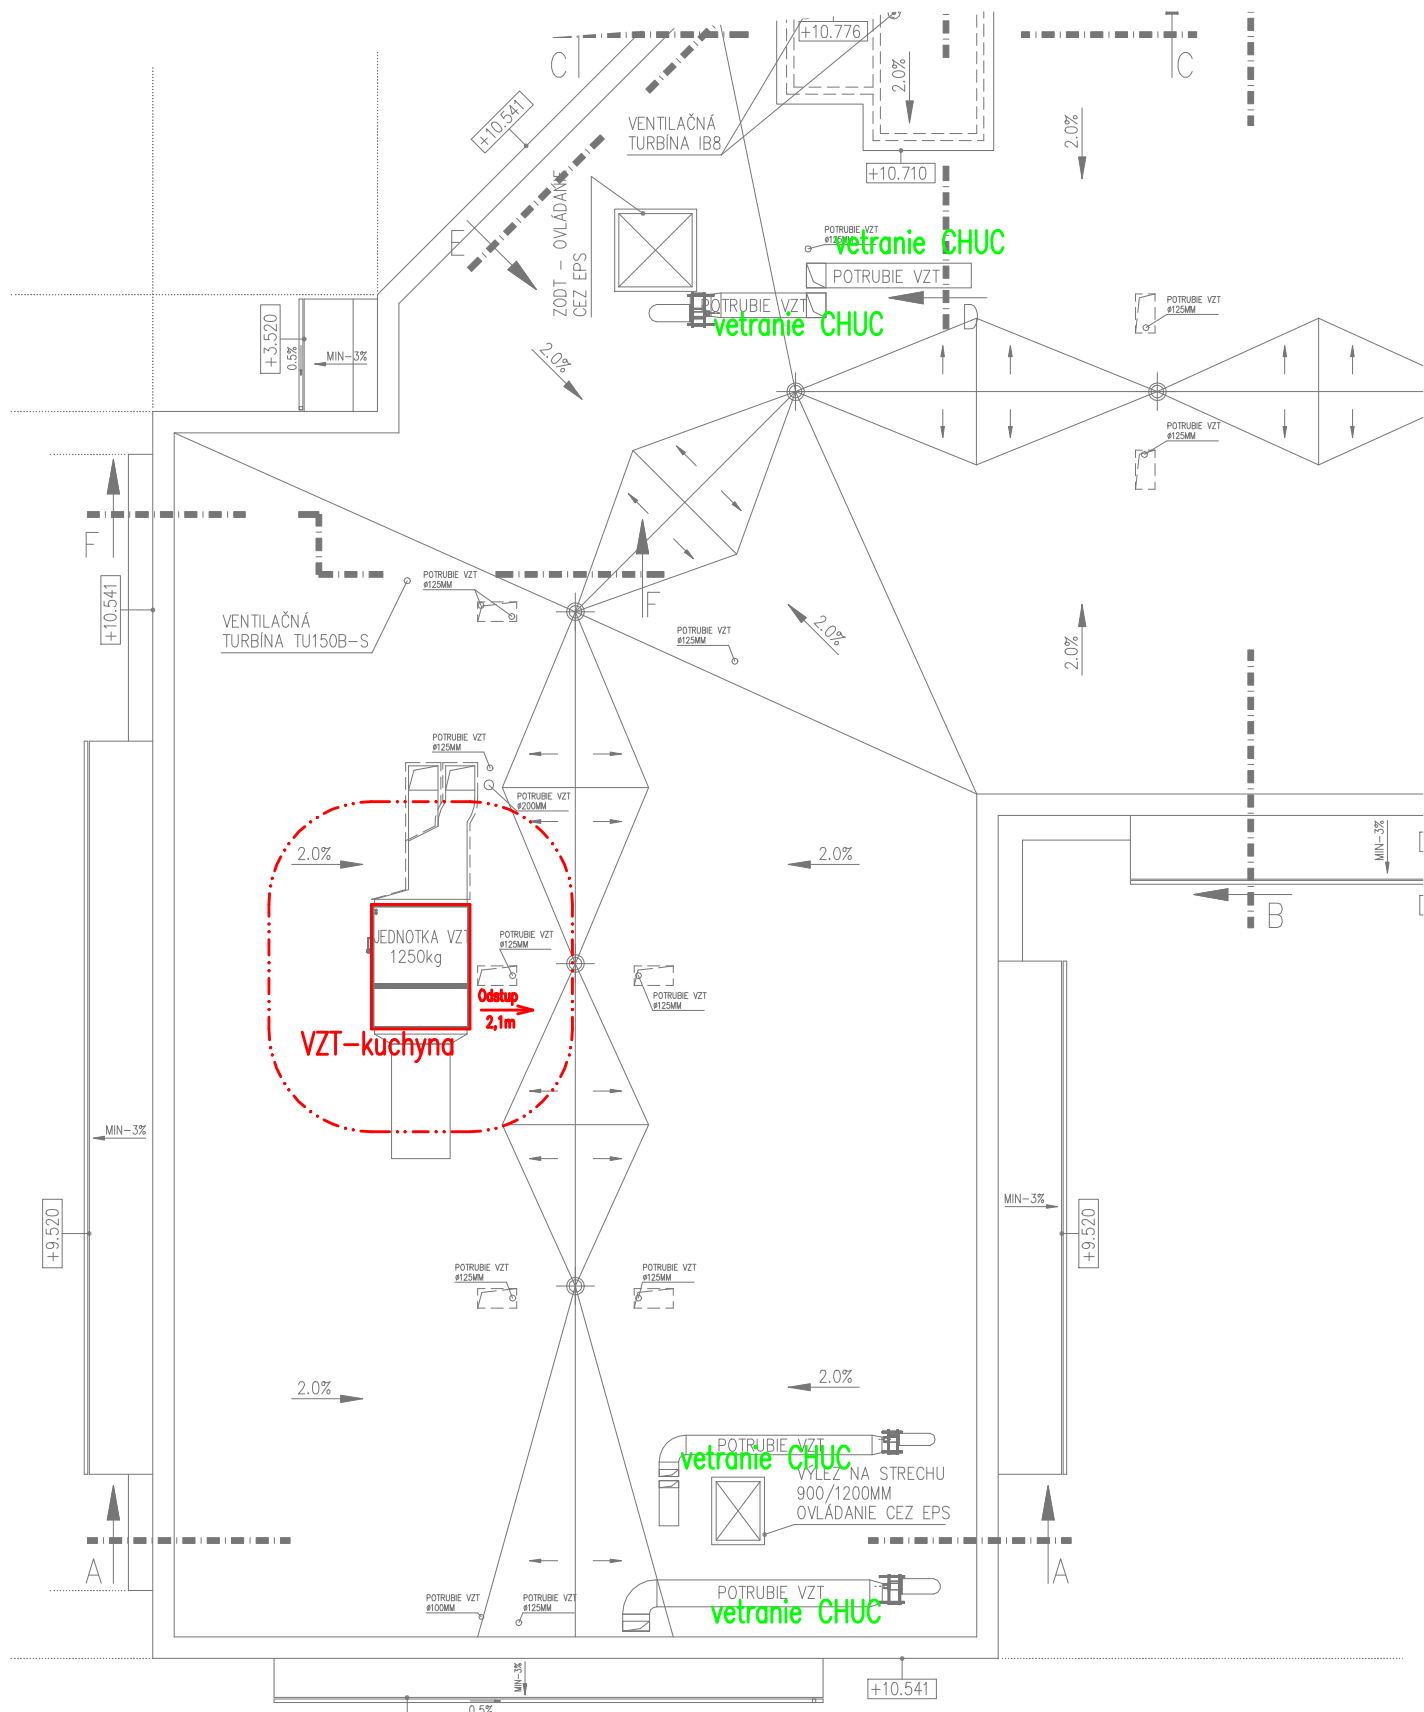 +10.776
C
C
2.0%
+10.541
VENTILAČNÁ
TURBÍNA IB8
2.0%
+10.710
ZODT - OVLÁDANIE
CEZ EPS
E
POTRUBIE VZT
vetranie CHUC
POTRUBIE VZT
POTRUBIE VZT
vetranie CHUC
D
POTRUBIE VZT
ø125MM
+3.520
0.5%
MIN-3%
2.0%
POTRUBIE VZT
ø125MM
F
+10.541
POTRUBIE VZT
ø125MM
F
VENTILAČNÁ
TURBÍNA TU150B-S
POTRUBIE VZT
ø125MM
2.0%
2.0%
POTRUBIE VZT
ø125MM
POTRUBIE VZT
ø200MM
2.0%
2.0%
MIN-3%
B
JEDNOTKA VZT
1250kg
POTRUBIE VZT
ø125MM
Odstup
2,1m
POTRUBIE VZT
ø125MM
VZT-kuchyna
MIN-3%
MIN-3%
+9.520
+9.520
POTRUBIE VZT
ø125MM
POTRUBIE VZT
ø125MM
2.0%
2.0%
POTRUBIE VZT
vetranie CHUC
VÝLEZ NA STRECHU
900/1200MM
OVLÁDANIE CEZ EPS
A
A
POTRUBIE VZT
ø100MM
POTRUBIE VZT
ø125MM
POTRUBIE VZT
vetranie CHUC
MIN-3%
+10.541
0.5%